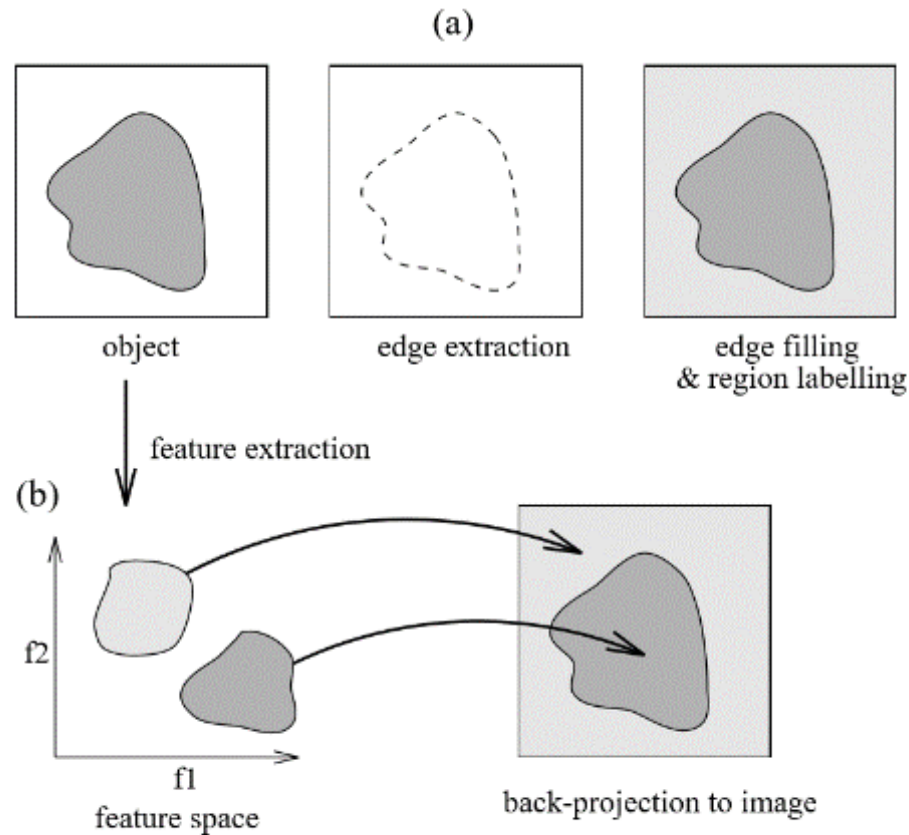 (a)
object
edge extraction
edge filling
& region labelling
feature extraction
(b)
f2
f1
feature space
back-projection to image